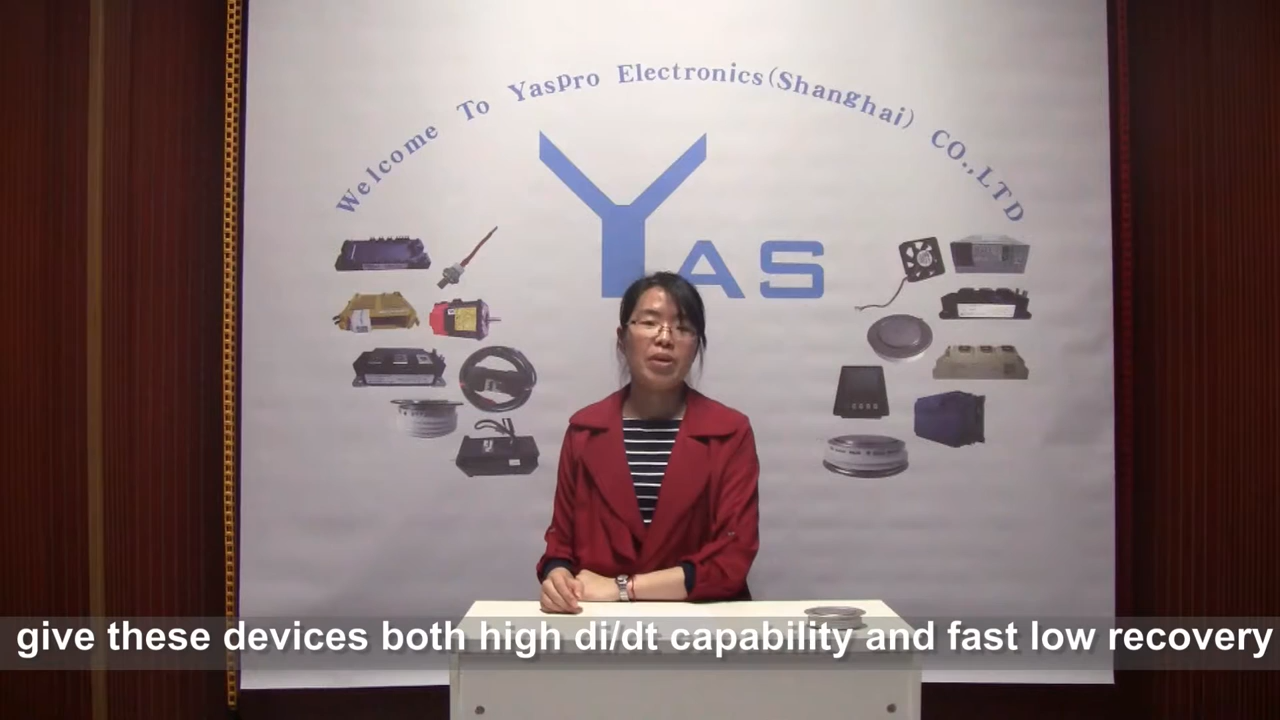 Welcome To Yaspro Electronics(Shanghai) CO.,LTD
YAS
give these devices both high di/dt capability and fast low recovery